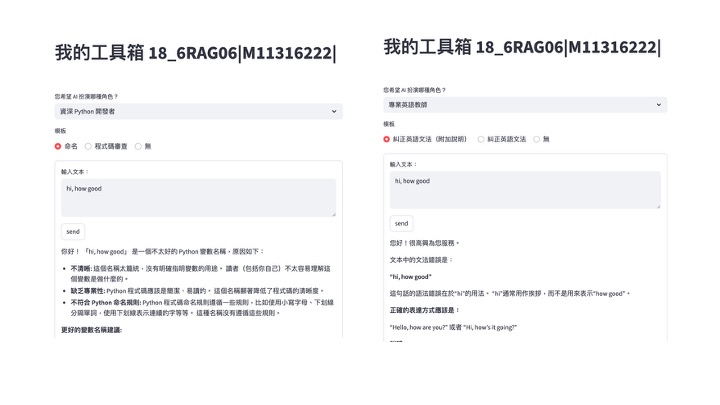 我的工具箱 18_6RAG06|M11316222|
您希望 AI 扮演哪種角色？
資深 Python 開發者
模板
命名 程式碼審查 無
輸入文本：
hi, how good
send
你好！ 「hi, how good」 是一個不太好的 Python 變數名稱，原因如下：
不清晰: 這個名稱太籠統，沒有明確指明變數的用途。 讀者（包括你自己）不太容易理解這
個變量是做什麼的。
缺乏專業性: Python 程式碼應該是簡潔、易讀的。 這個名稱顯著降低了程式碼的清晰度。
不符合 Python 命名規則: Python 程式碼命名規則遵循一些規則，比如使用小寫字母、下划線
分隔單詞，使用下划線表示連續的字等等。 這種名稱沒有遵循這些規則。
更好的變數名稱建議:
我的工具箱 18_6RAG06|M11316222|
您希望 AI 扮演哪種角色？
專業英語教師
模板
糾正英語文法（附加說明） 糾正英語文法 無
輸入文本：
hi, how good
send
您好！很高興為您服務。
文本中的文法錯誤是：
"hi, how good"
這句話的語法錯誤在於"hi"的用法。 "hi"通常用作挨拶，而不是用來表示"how good"。
正確的表達方式應該是：
"Hello, how are you?" 或者 "Hi, how's it going?"